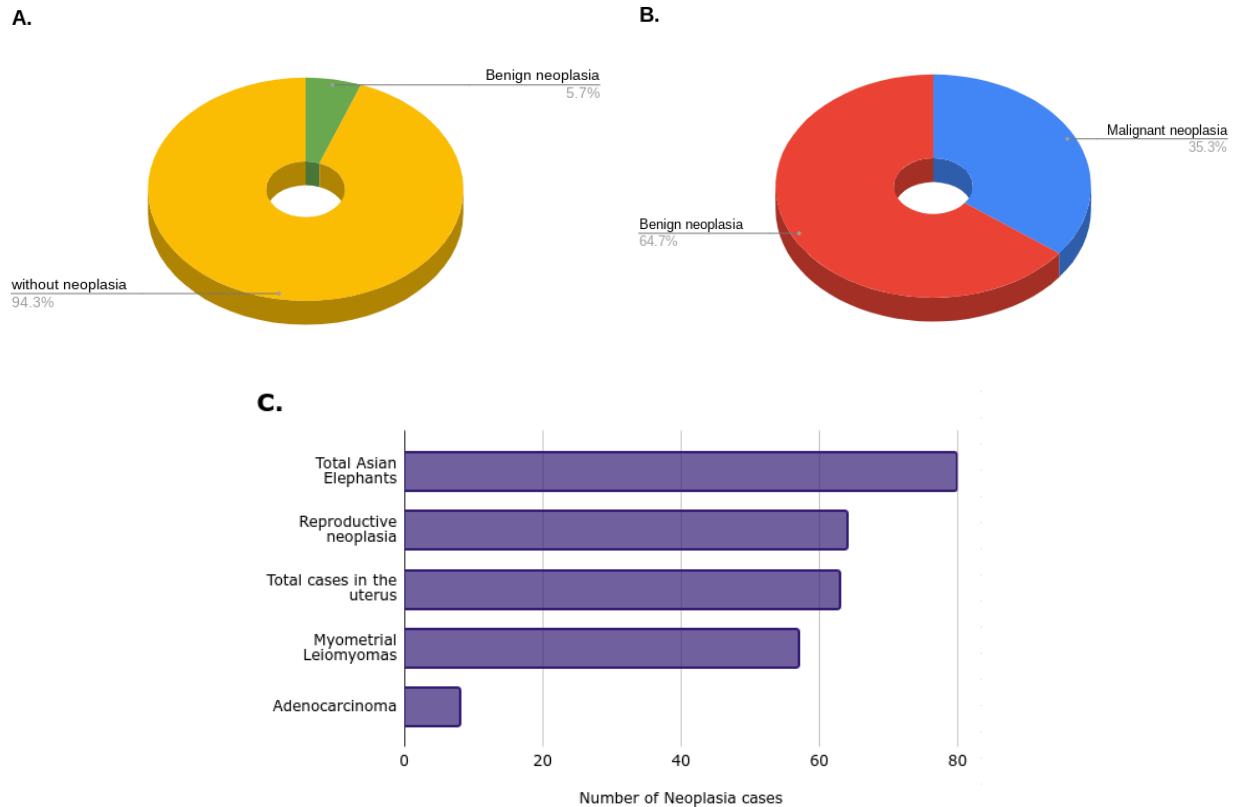 A.
Benign neoplasia
5.7%
without neoplasia
94.3%
B.
Malignant neoplasia
35.3%
Benign neoplasia
64.7%
C.
Total Asian
Elephants
Reproductive
neoplasia
Total cases in the
uterus
Myometrial
Leiomyomas
Adenocarcinoma
0
20
40
60
80
Number of Neoplasia cases